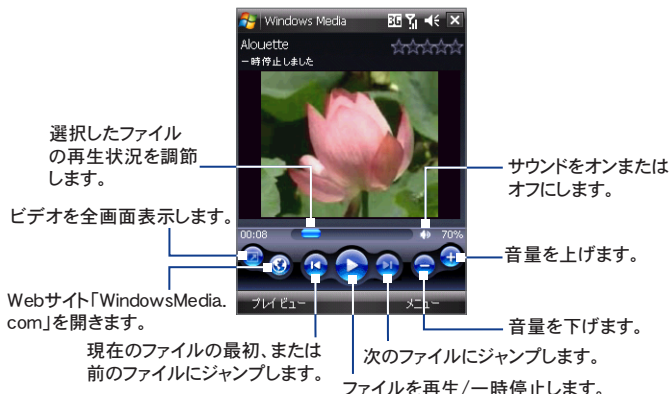 Windows Media
3G
Alouette
一時停止しました
選択したファイル
の再生状況を調節
します。
サウンドをオンまたは
オフにします。
ビデオを全画面表示します。
00:08
70%
音量を上げます。
Webサイト「WindowsMedia.
com」を開きます。
プレイ ビュー
メニュー
音量を下げます。
現在のファイルの最初、または
前のファイルにジャンプします。
次のファイルにジャンプします。
ファイルを再生/一時停止します。